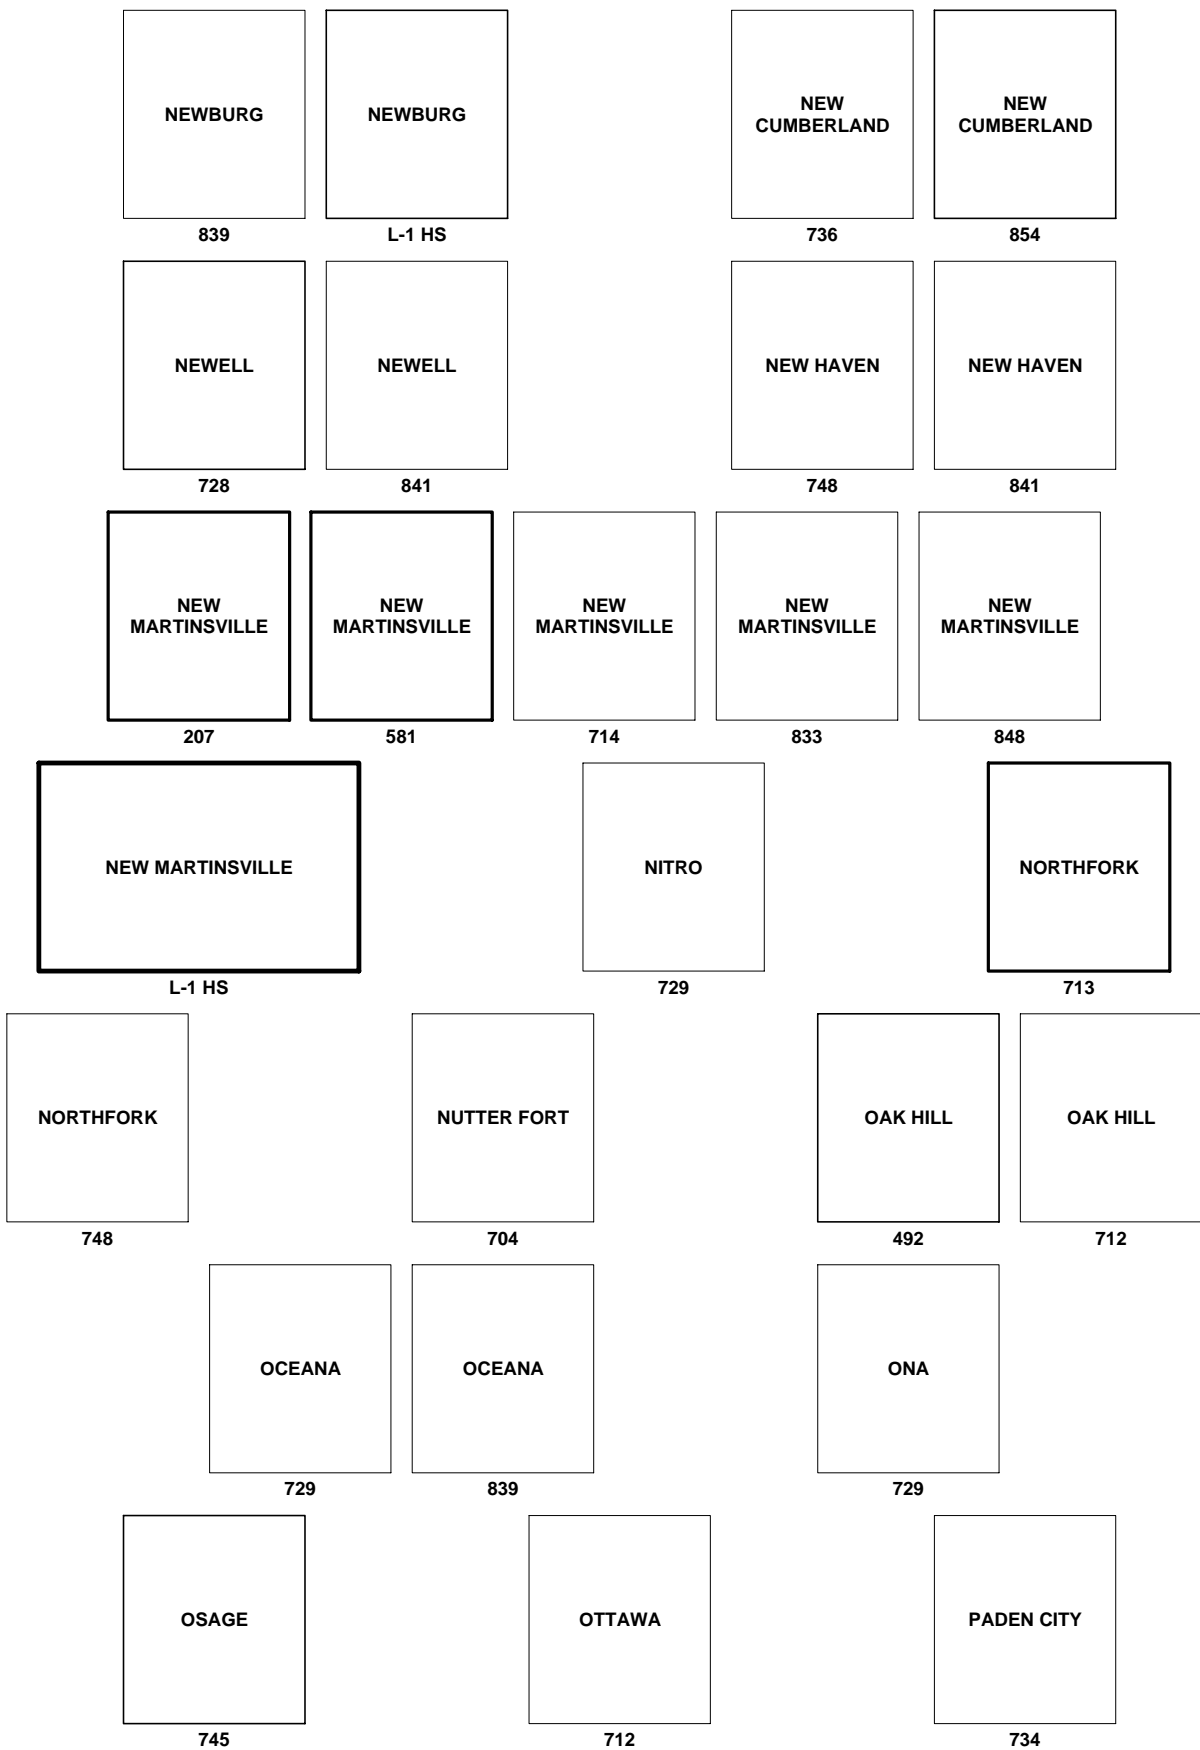 NEWBURG
839
NEWBURG
L-1 HS
NEW
CUMBERLAND
736
NEW
CUMBERLAND
854
NEWELL
728
NEWELL
841
NEW HAVEN
748
NEW HAVEN
841
NEW
MARTINSVILLE
207
NEW
MARTINSVILLE
581
NEW
MARTINSVILLE
714
NEW
MARTINSVILLE
833
NEW
MARTINSVILLE
848
NEW MARTINSVILLE
L-1 HS
NITRO
729
NORTHFORK
713
NORTHFORK
748
NUTTER FORT
704
OAK HILL
492
OAK HILL
712
OCEANA
729
OCEANA
839
ONA
729
OSAGE
745
OTTAWA
712
PADEN CITY
734